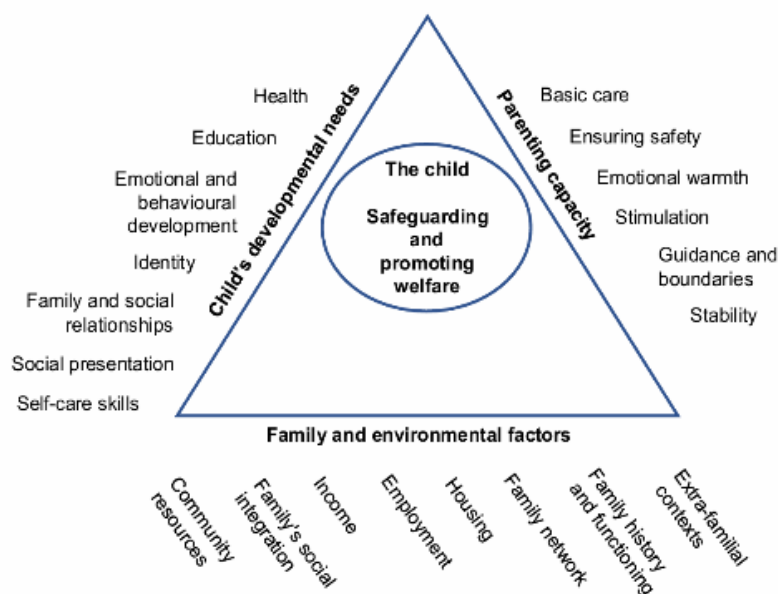 Health
Education
Emotional and
behavioural
development
Identity
Family and social
relationships
Social presentation
Self-care skills
Child's developmental needs
The child
Safeguarding
and
promoting
welfare
Parenting capacity
Basic care
Ensuring safety
Emotional warmth
Stimulation
Guidance and
boundaries
Stability
Family and environmental factors
Community
resources
Family's social
integration
Income
Employment
Housing
Family network
Family history
and functioning
Extra-familial
contexts